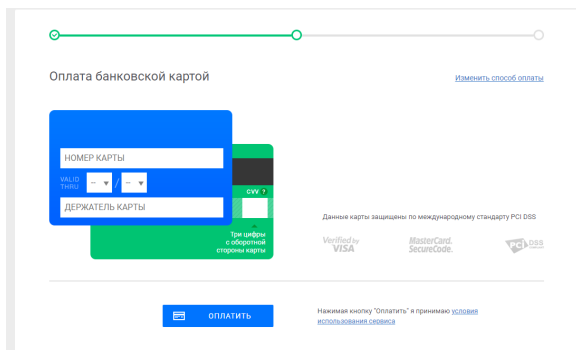 Оплата банковской картой
Изменить способ оплаты
НОМЕР КАРТЫ
VALID
THRU
-- / --
ДЕРЖАТЕЛЬ КАРТЫ
CVV ?
Три цифры
с оборотной
стороны карты
Данные карты защищены по международному стандарту PCI DSS
Verified by
VISA
MasterCard.
SecureCode.
PCI DSS
ОПЛАТИТЬ
Нажимая кнопку "Оплатить" я принимаю условия
использования сервиса